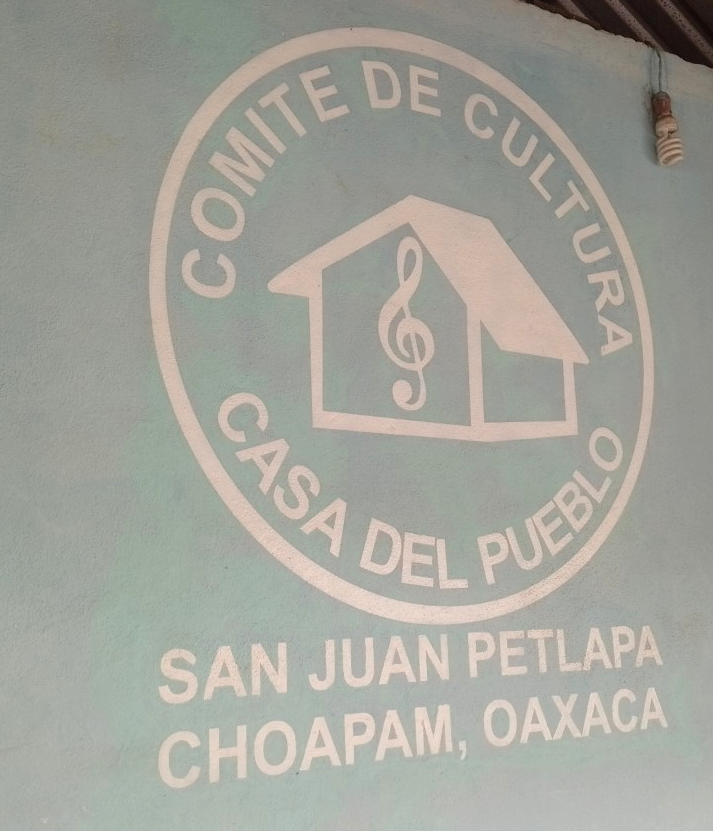 COMITE DE CULTURA
CASA DEL PUEBLO
SAN JUAN PETLAPA
CHOAPAM, OAXACA